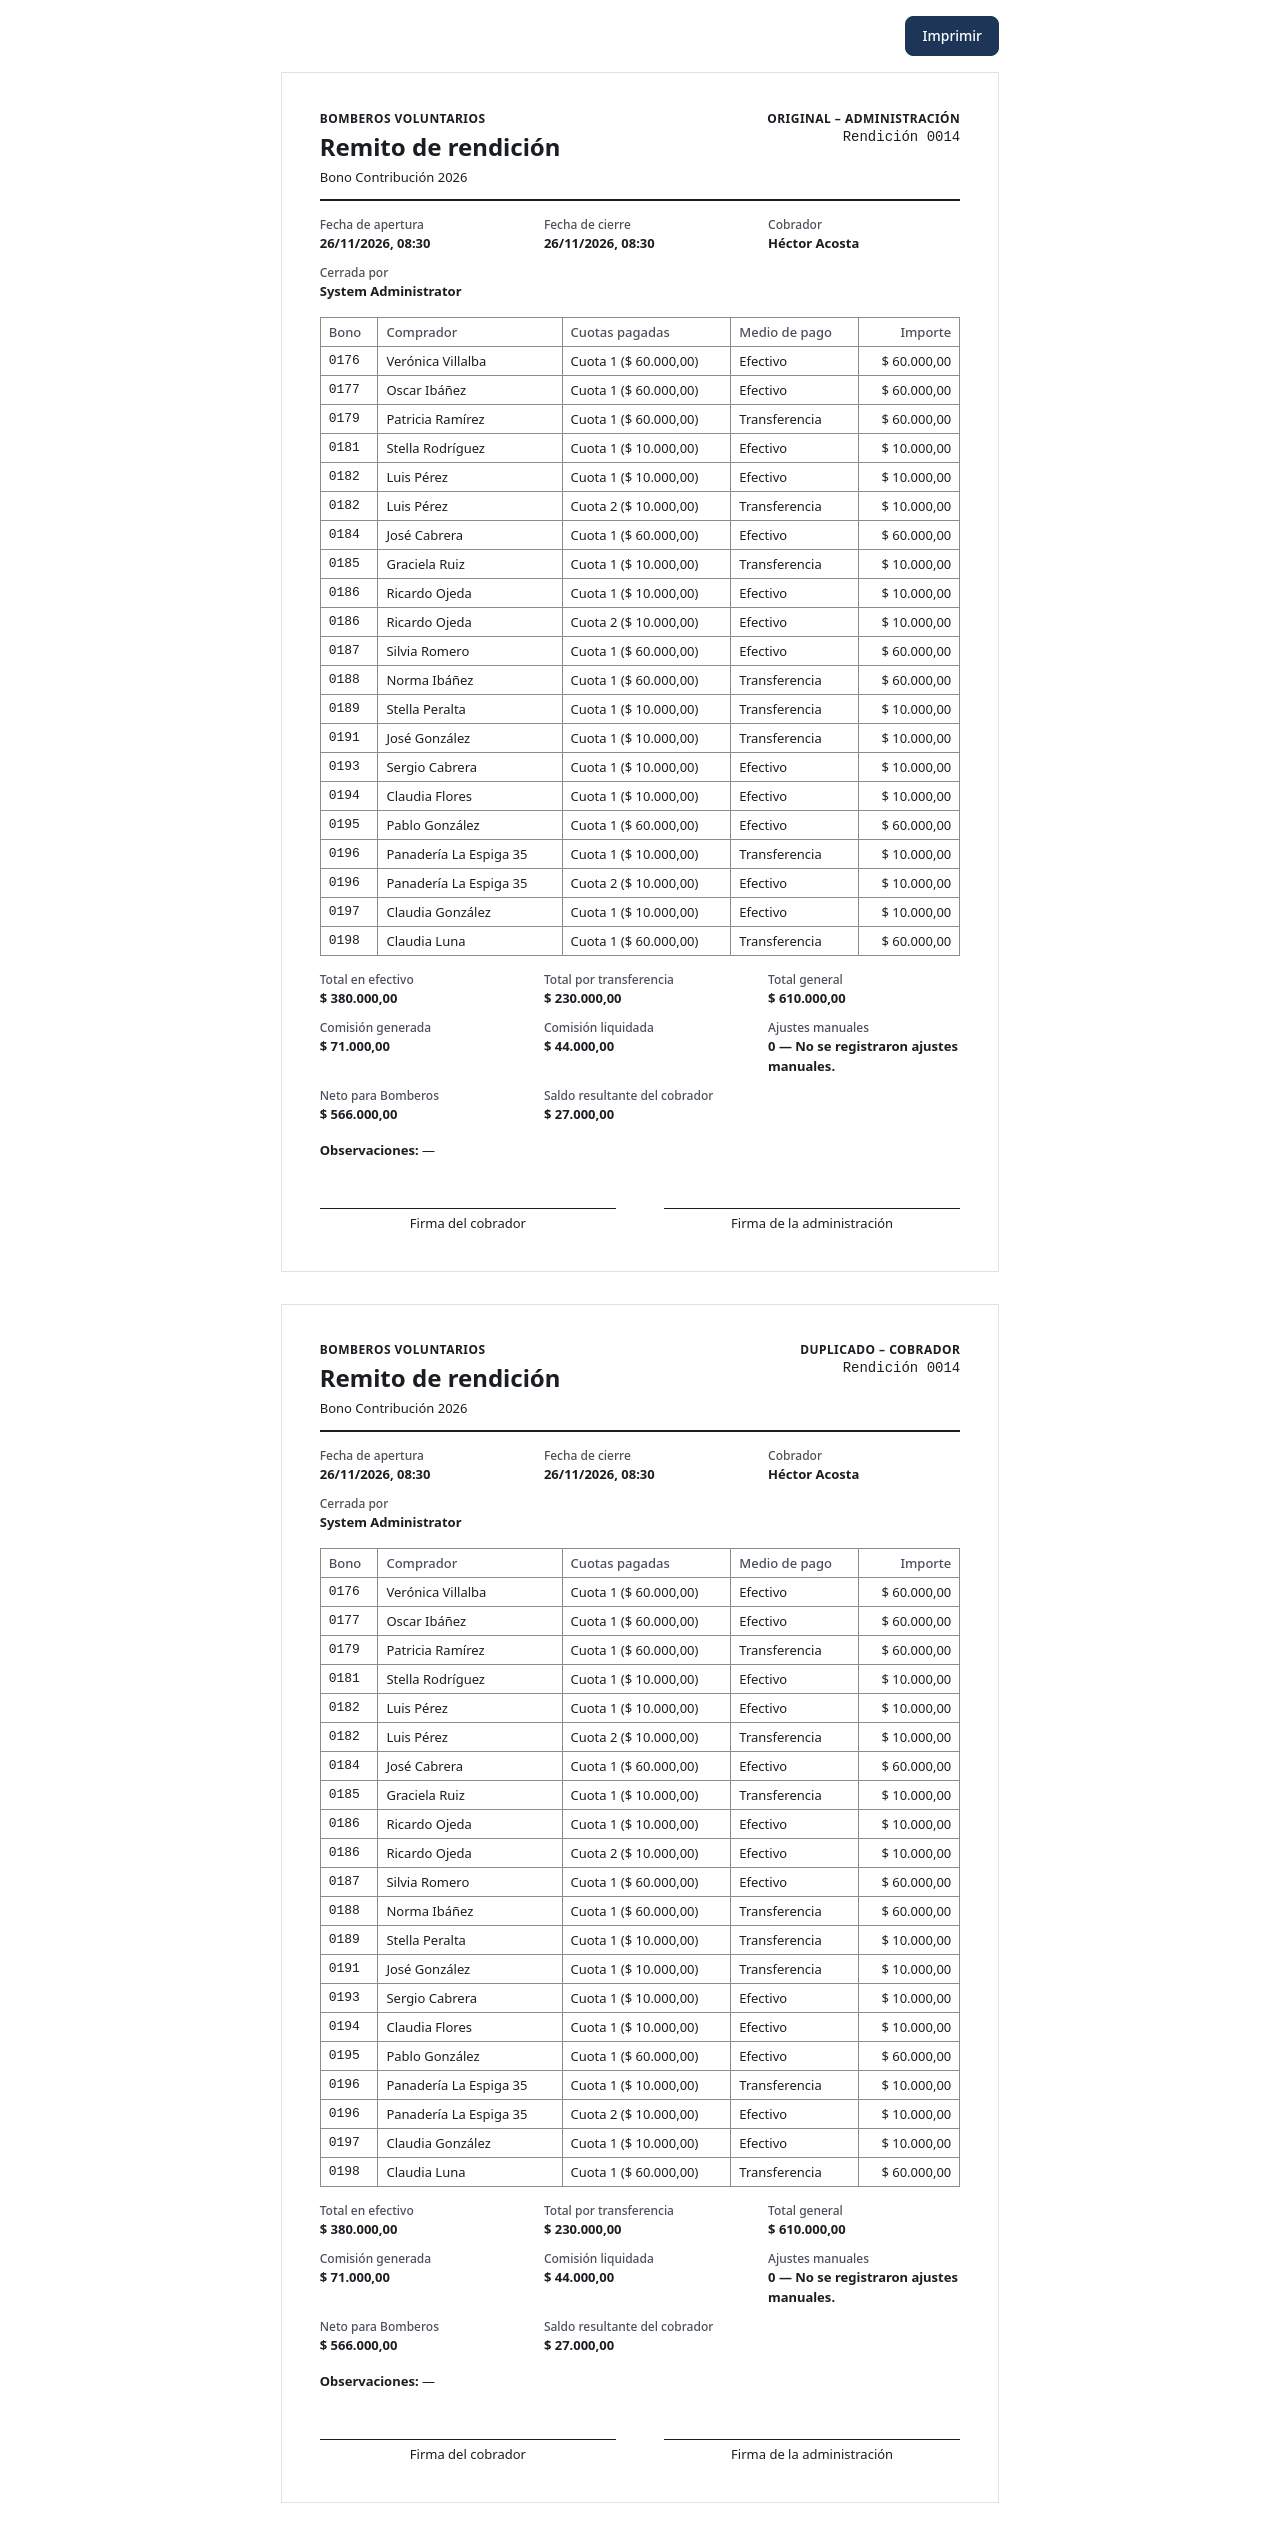 Imprimir
BOMBEROS VOLUNTARIOS
ORIGINAL – ADMINISTRACIÓN
Remito de rendición
Rendición 0014
Bono Contribución 2026
Fecha de apertura Fecha de cierre Cobrador
26/11/2026, 08:30 26/11/2026, 08:30 Héctor Acosta
Cerrada por
System Administrator
Bono Comprador Cuotas pagadas Medio de pago Importe
0176 Verónica Villalba Cuota 1 ($ 60.000,00) Efectivo $ 60.000,00
0177 Oscar Ibáñez Cuota 1 ($ 60.000,00) Efectivo $ 60.000,00
0179 Patricia Ramírez Cuota 1 ($ 60.000,00) Transferencia $ 60.000,00
0181 Stella Rodríguez Cuota 1 ($ 10.000,00) Efectivo $ 10.000,00
0182 Luis Pérez Cuota 1 ($ 10.000,00) Efectivo $ 10.000,00
0182 Luis Pérez Cuota 2 ($ 10.000,00) Transferencia $ 10.000,00
0184 José Cabrera Cuota 1 ($ 60.000,00) Efectivo $ 60.000,00
0185 Graciela Ruiz Cuota 1 ($ 10.000,00) Transferencia $ 10.000,00
0186 Ricardo Ojeda Cuota 1 ($ 10.000,00) Efectivo $ 10.000,00
0186 Ricardo Ojeda Cuota 2 ($ 10.000,00) Efectivo $ 10.000,00
0187 Silvia Romero Cuota 1 ($ 60.000,00) Efectivo $ 60.000,00
0188 Norma Ibáñez Cuota 1 ($ 60.000,00) Transferencia $ 60.000,00
0189 Stella Peralta Cuota 1 ($ 10.000,00) Transferencia $ 10.000,00
0191 José González Cuota 1 ($ 10.000,00) Transferencia $ 10.000,00
0193 Sergio Cabrera Cuota 1 ($ 10.000,00) Efectivo $ 10.000,00
0194 Claudia Flores Cuota 1 ($ 10.000,00) Efectivo $ 10.000,00
0195 Pablo González Cuota 1 ($ 60.000,00) Efectivo $ 60.000,00
0196 Panadería La Espiga 35 Cuota 1 ($ 10.000,00) Transferencia $ 10.000,00
0196 Panadería La Espiga 35 Cuota 2 ($ 10.000,00) Efectivo $ 10.000,00
0197 Claudia González Cuota 1 ($ 10.000,00) Efectivo $ 10.000,00
0198 Claudia Luna Cuota 1 ($ 60.000,00) Transferencia $ 60.000,00
Total en efectivo Total por transferencia Total general
$ 380.000,00 $ 230.000,00 $ 610.000,00
Comisión generada Comisión liquidada Ajustes manuales
$ 71.000,00 $ 44.000,00 0 — No se registraron ajustes
manuales.
Neto para Bomberos Saldo resultante del cobrador
$ 566.000,00 $ 27.000,00
Observaciones: —
Firma del cobrador Firma de la administración
BOMBEROS VOLUNTARIOS
DUPLICADO – COBRADOR
Remito de rendición
Rendición 0014
Bono Contribución 2026
Fecha de apertura Fecha de cierre Cobrador
26/11/2026, 08:30 26/11/2026, 08:30 Héctor Acosta
Cerrada por
System Administrator
Bono Comprador Cuotas pagadas Medio de pago Importe
0176 Verónica Villalba Cuota 1 ($ 60.000,00) Efectivo $ 60.000,00
0177 Oscar Ibáñez Cuota 1 ($ 60.000,00) Efectivo $ 60.000,00
0179 Patricia Ramírez Cuota 1 ($ 60.000,00) Transferencia $ 60.000,00
0181 Stella Rodríguez Cuota 1 ($ 10.000,00) Efectivo $ 10.000,00
0182 Luis Pérez Cuota 1 ($ 10.000,00) Efectivo $ 10.000,00
0182 Luis Pérez Cuota 2 ($ 10.000,00) Transferencia $ 10.000,00
0184 José Cabrera Cuota 1 ($ 60.000,00) Efectivo $ 60.000,00
0185 Graciela Ruiz Cuota 1 ($ 10.000,00) Transferencia $ 10.000,00
0186 Ricardo Ojeda Cuota 1 ($ 10.000,00) Efectivo $ 10.000,00
0186 Ricardo Ojeda Cuota 2 ($ 10.000,00) Efectivo $ 10.000,00
0187 Silvia Romero Cuota 1 ($ 60.000,00) Efectivo $ 60.000,00
0188 Norma Ibáñez Cuota 1 ($ 60.000,00) Transferencia $ 60.000,00
0189 Stella Peralta Cuota 1 ($ 10.000,00) Transferencia $ 10.000,00
0191 José González Cuota 1 ($ 10.000,00) Transferencia $ 10.000,00
0193 Sergio Cabrera Cuota 1 ($ 10.000,00) Efectivo $ 10.000,00
0194 Claudia Flores Cuota 1 ($ 10.000,00) Efectivo $ 10.000,00
0195 Pablo González Cuota 1 ($ 60.000,00) Efectivo $ 60.000,00
0196 Panadería La Espiga 35 Cuota 1 ($ 10.000,00) Transferencia $ 10.000,00
0196 Panadería La Espiga 35 Cuota 2 ($ 10.000,00) Efectivo $ 10.000,00
0197 Claudia González Cuota 1 ($ 10.000,00) Efectivo $ 10.000,00
0198 Claudia Luna Cuota 1 ($ 60.000,00) Transferencia $ 60.000,00
Total en efectivo Total por transferencia Total general
$ 380.000,00 $ 230.000,00 $ 610.000,00
Comisión generada Comisión liquidada Ajustes manuales
$ 71.000,00 $ 44.000,00 0 — No se registraron ajustes
manuales.
Neto para Bomberos Saldo resultante del cobrador
$ 566.000,00 $ 27.000,00
Observaciones: —
Firma del cobrador Firma de la administración